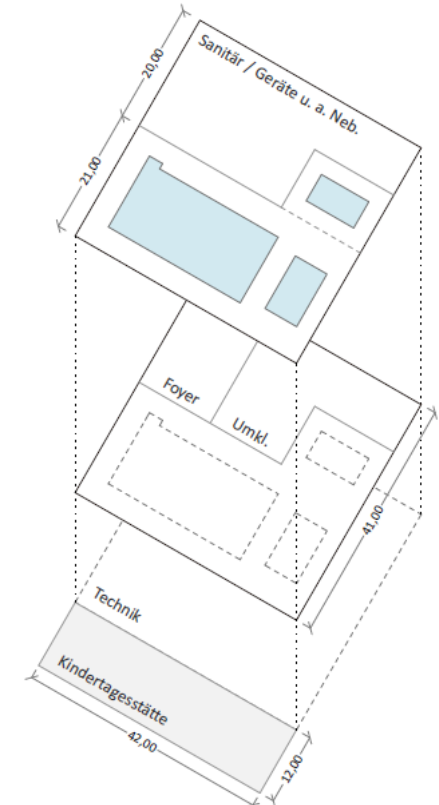 20,00
Sanitär / Geräte u. a. Neb.
21,00
Foyer
Umkl.
41,00
Technik
Kindertagesstätte
42,00
12,00